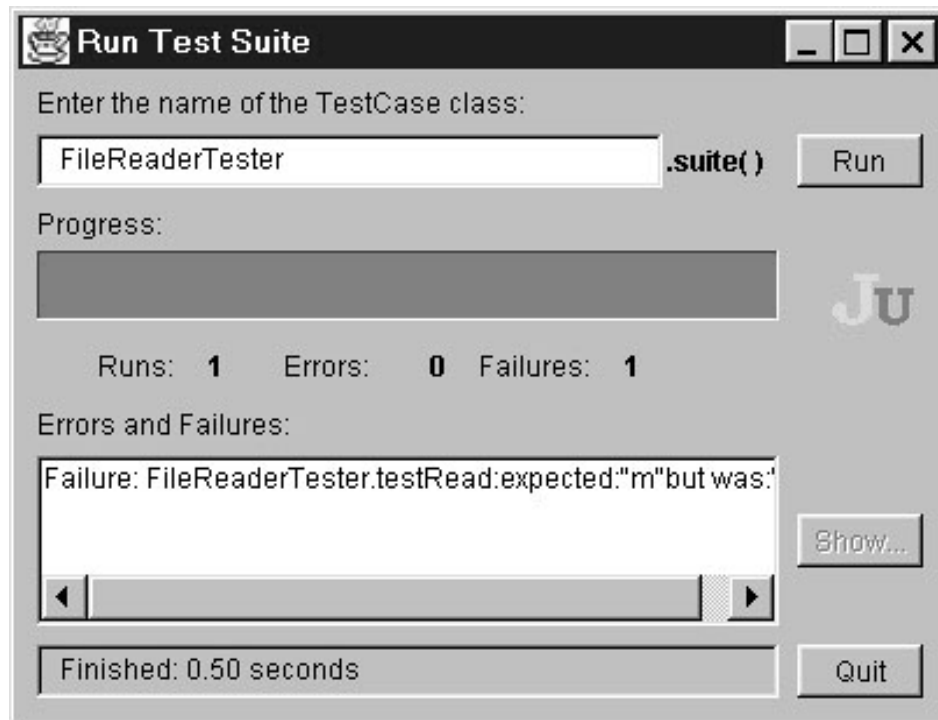 Run Test Suite
Enter the name of the TestCase class:
FileReaderTester .suite( ) Run
Progress:
JU
Runs: 1 Errors: 0 Failures: 1
Errors and Failures:
Failure: FileReaderTester.testRead:expected:"m"but was:"
Show...
Finished: 0.50 seconds Quit